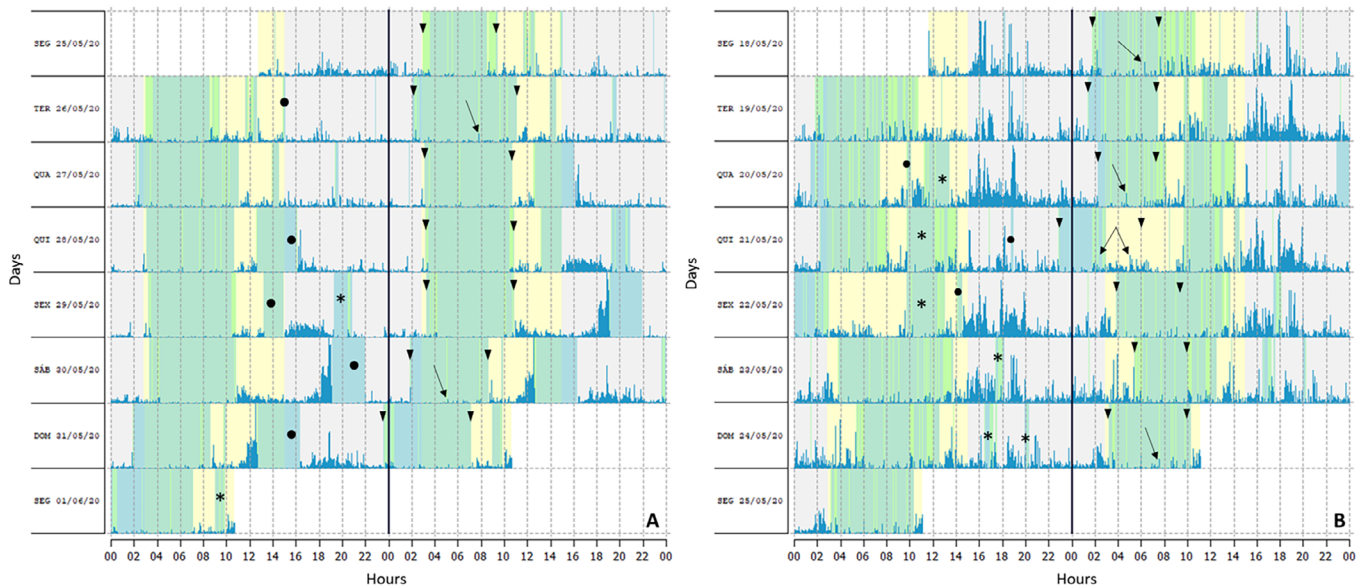 Days
SEG 25/05/20
TER 26/05/20
QUA 27/05/20
QUI 28/05/20
SEX 29/05/20
SÁB 30/05/20
DOM 31/05/20
SEG 01/06/20
A
00 02 04 06 08 10 12 14 16 18 20 22 00 02 04 06 08 10 12 14 16 18 20 22 00
Hours
Days
SEG 18/05/20
TER 19/05/20
QUA 20/05/20
QUI 21/05/20
SEX 22/05/20
SÁB 23/05/20
DOM 24/05/20
SEG 25/05/20
B
00 02 04 06 08 10 12 14 16 18 20 22 00 02 04 06 08 10 12 14 16 18 20 22 00
Hours